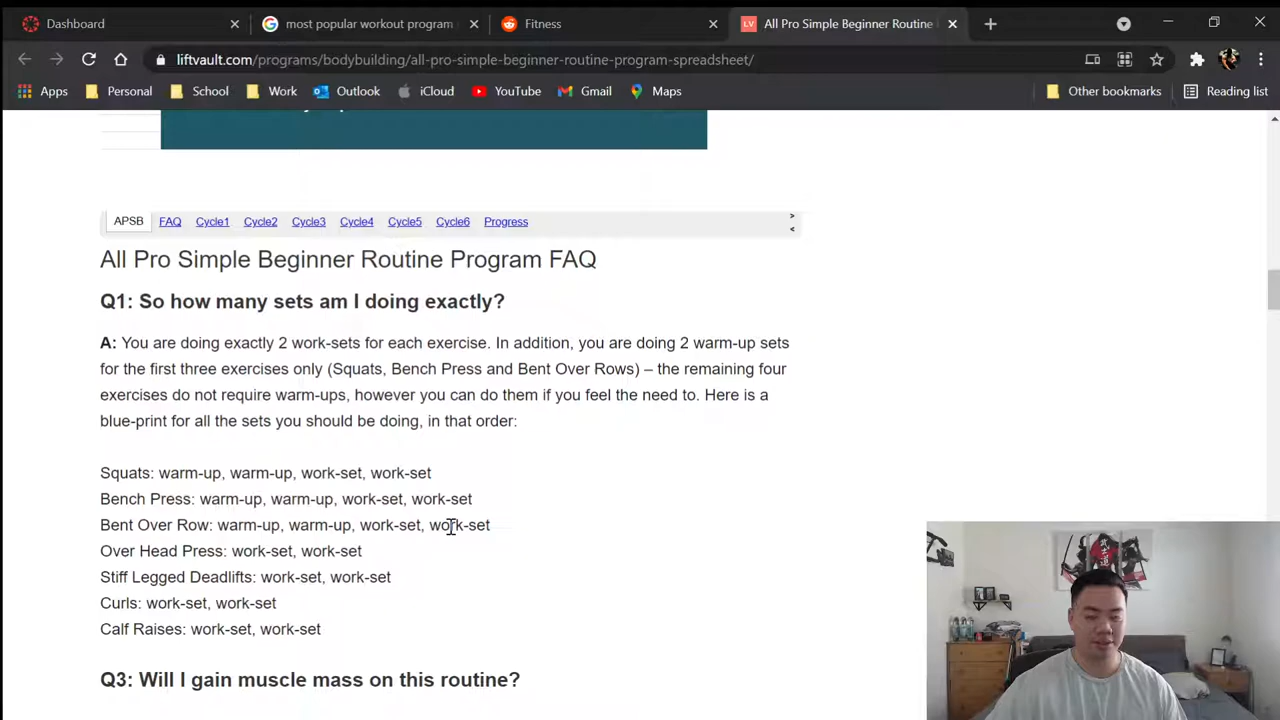 Dashboard
most popular workout program
Fitness
LV All Pro Simple Beginner Routine
liftvault.com/programs/bodybuilding/all-pro-simple-beginner-routine-program-spreadsheet/
Apps Personal School Work Outlook iCloud YouTube Gmail Maps Other bookmarks Reading list
APSB FAQ Cycle1 Cycle2 Cycle3 Cycle4 Cycle5 Cycle6 Progress
All Pro Simple Beginner Routine Program FAQ
Q1: So how many sets am I doing exactly?
A: You are doing exactly 2 work-sets for each exercise. In addition, you are doing 2 warm-up sets
for the first three exercises only (Squats, Bench Press and Bent Over Rows) – the remaining four
exercises do not require warm-ups, however you can do them if you feel the need to. Here is a
blue-print for all the sets you should be doing, in that order:
Squats: warm-up, warm-up, work-set, work-set
Bench Press: warm-up, warm-up, work-set, work-set
Bent Over Row: warm-up, warm-up, work-set, work-set
Over Head Press: work-set, work-set
Stiff Legged Deadlifts: work-set, work-set
Curls: work-set, work-set
Calf Raises: work-set, work-set
Q3: Will I gain muscle mass on this routine?